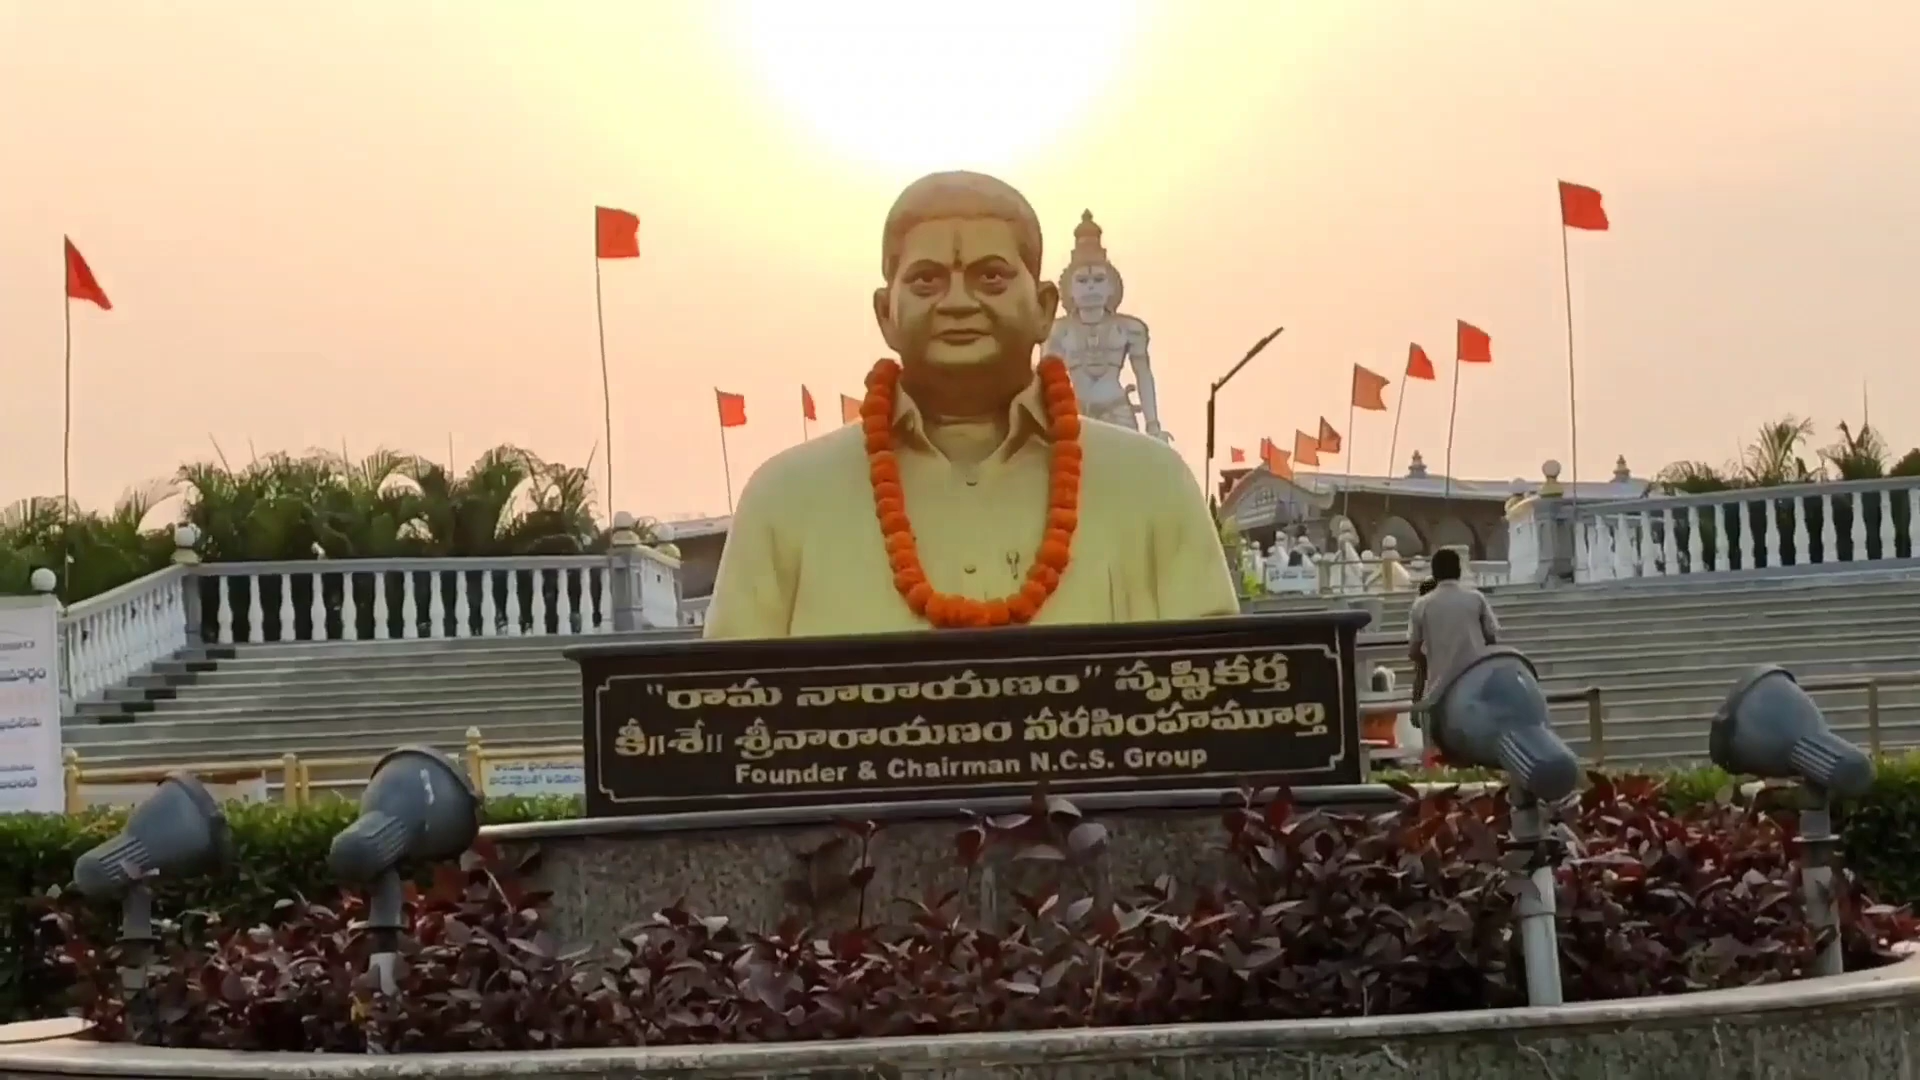 "రామ నారాయణం" సృష్టికర్త
కీ||శే|| శ్రీనారాయణం నరసింహమూర్తి
Founder & Chairman N.C.S. Group